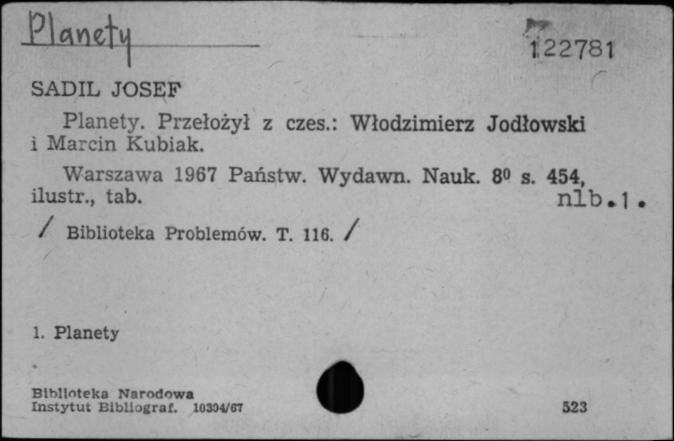 Planety
122781
SADIL JOSEF
Planety. Przełożył z czes.: Włodzimierz Jodłowski
i Marcin Kubiak.
Warszawa 1967 Państw. Wydawn. Nauk. 8⁰ s. 454,
ilustr., tab. nlb.1.
/ Biblioteka Problemów. T. 116. /
1. Planety
Biblioteka Narodowa
Instytut Bibliograf. 10394/67 523